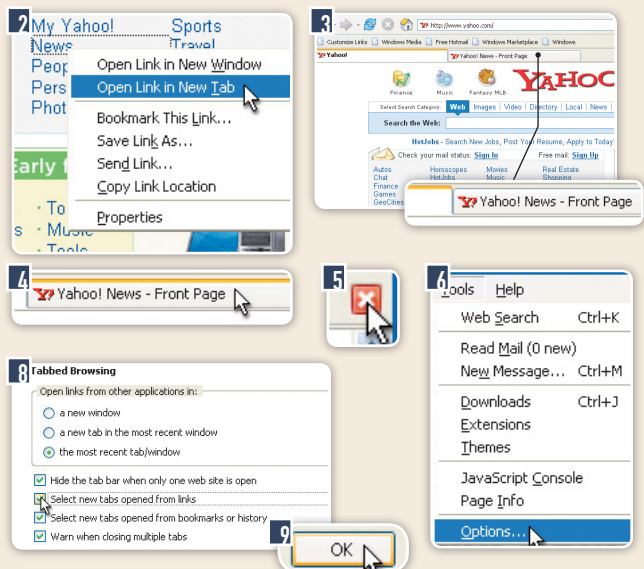 2
My Yahoo! Sports
News Travel
Peop
Pers
Phot
Open Link in New Window
Open Link in New Tab
Bookmark This Link...
Save Link As...
Send Link...
Copy Link Location
Properties
Early f
· To
s · Music
· Tools
3
http://www.yahoo.com/
Customize Links Windows Media Free Hotmail Windows Marketplace Windows
Yahoo! Yahoo! News - Front Page
Finance Music Fantasy MLB
YAHOO
Select Search Category: Web Images Video Directory Local News
Search the Web:
HotJobs - Search New Jobs, Post Your Resume, Apply to Today'
Check your mail status: Sign In Free mail: Sign Up
Autos Horoscopes Movies Real Estate
Chat HotJobs Music Shopping
Finance
Games
GeoCities
Yahoo! News - Front Page
4
Yahoo! News - Front Page
5
6
Tools Help
Web Search Ctrl+K
Read Mail (0 new)
New Message... Ctrl+M
Downloads Ctrl+J
Extensions
Themes
JavaScript Console
Page Info
Options...
8
Tabbed Browsing
Open links from other applications in:
a new window
a new tab in the most recent window
the most recent tab/window
Hide the tab bar when only one web site is open
Select new tabs opened from links
Select new tabs opened from bookmarks or history
Warn when closing multiple tabs
9
OK